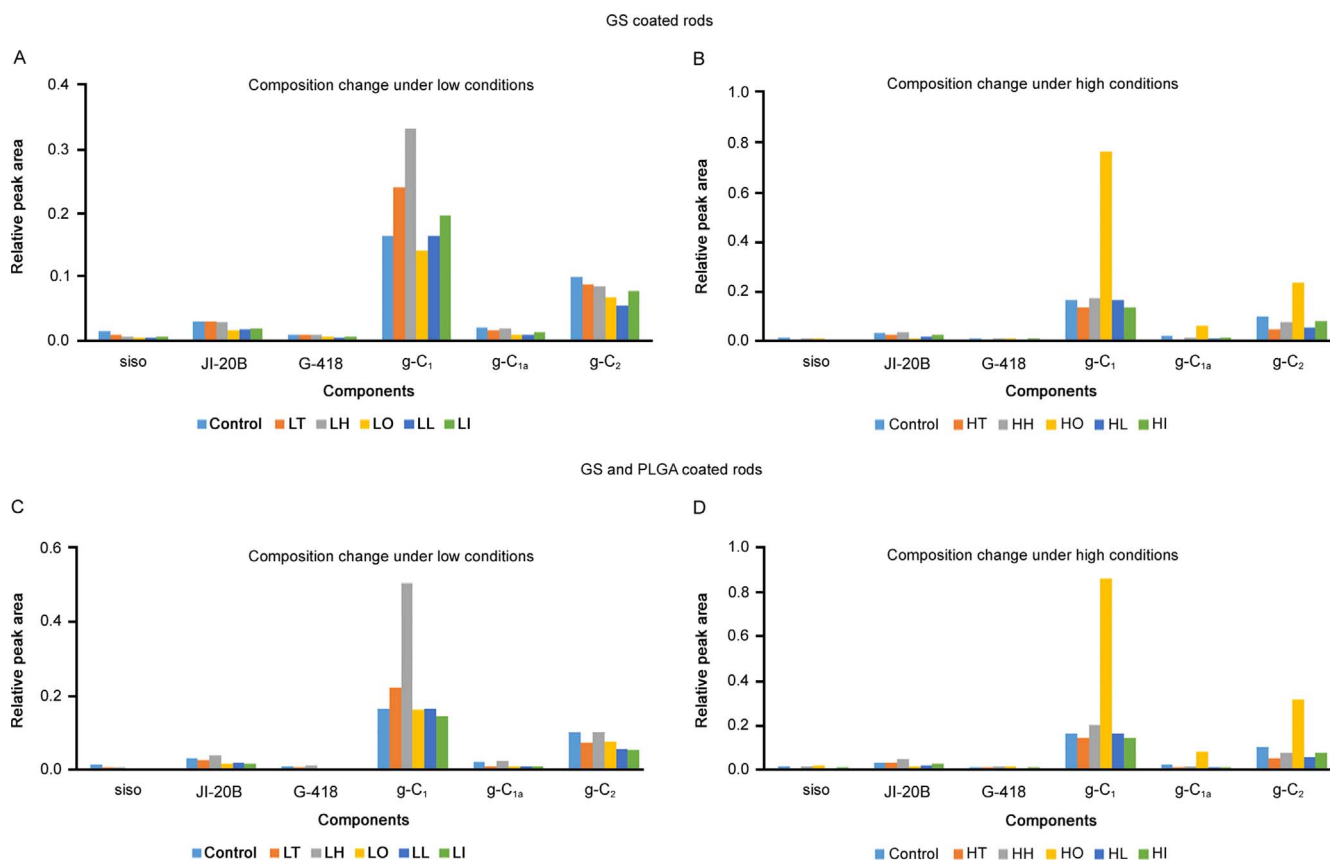 GS coated rods
A
Composition change under low conditions
Relative peak area
0.4
0.3
0.2
0.1
0.0
siso JI-20B G-418 g-C₁ g-C₁ₐ g-C₂
Components
Control LT LH LO LL LI
B
Composition change under high conditions
Relative peak area
1.0
0.8
0.6
0.4
0.2
0.0
siso JI-20B G-418 g-C₁ g-C₁ₐ g-C₂
Components
Control HT HH HO HL HI
GS and PLGA coated rods
C
Composition change under low conditions
Relative peak area
0.6
0.4
0.2
0.0
siso JI-20B G-418 g-C₁ g-C₁ₐ g-C₂
Components
Control LT LH LO LL LI
D
Composition change under high conditions
Relative peak area
1.0
0.8
0.6
0.4
0.2
0.0
siso JI-20B G-418 g-C₁ g-C₁ₐ g-C₂
Components
Control HT HH HO HL HI